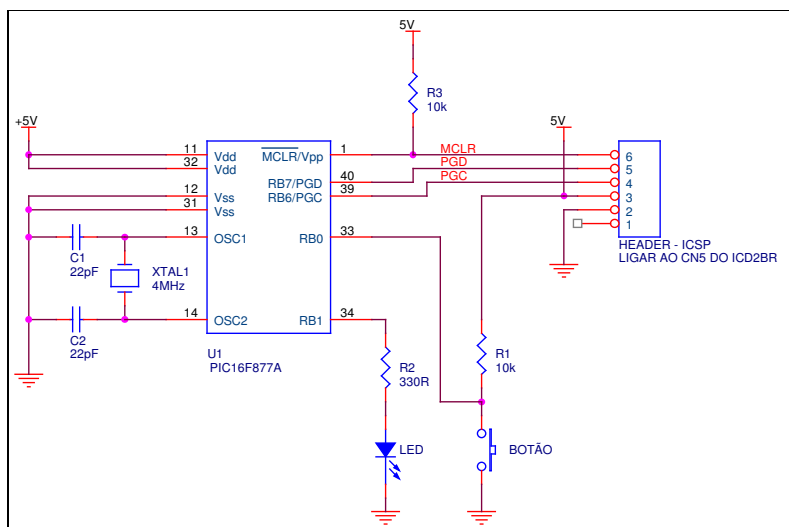 5V
R3
10k
+5V
5V
11
Vdd
MCLR/Vpp
1
MCLR
6
32
Vdd
PGD
5
RB7/PGD
40
PGC
4
12
Vss
RB6/PGC
39
3
31
Vss
2
1
13
OSC1
RB0
33
HEADER - ICSP
LIGAR AO CN5 DO ICD2BR
C1
22pF
XTAL1
4MHz
14
OSC2
RB1
34
C2
22pF
U1
PIC16F877A
R2
330R
R1
10k
LED
BOTÃO